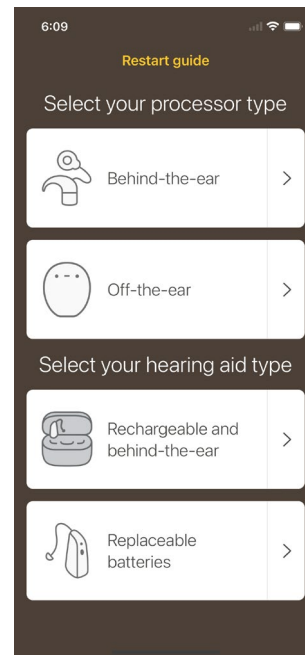 6:09
Restart guide
Select your processor type
Behind-the-ear
Off-the-ear
Select your hearing aid type
Rechargeable and
behind-the-ear
Replaceable
batteries